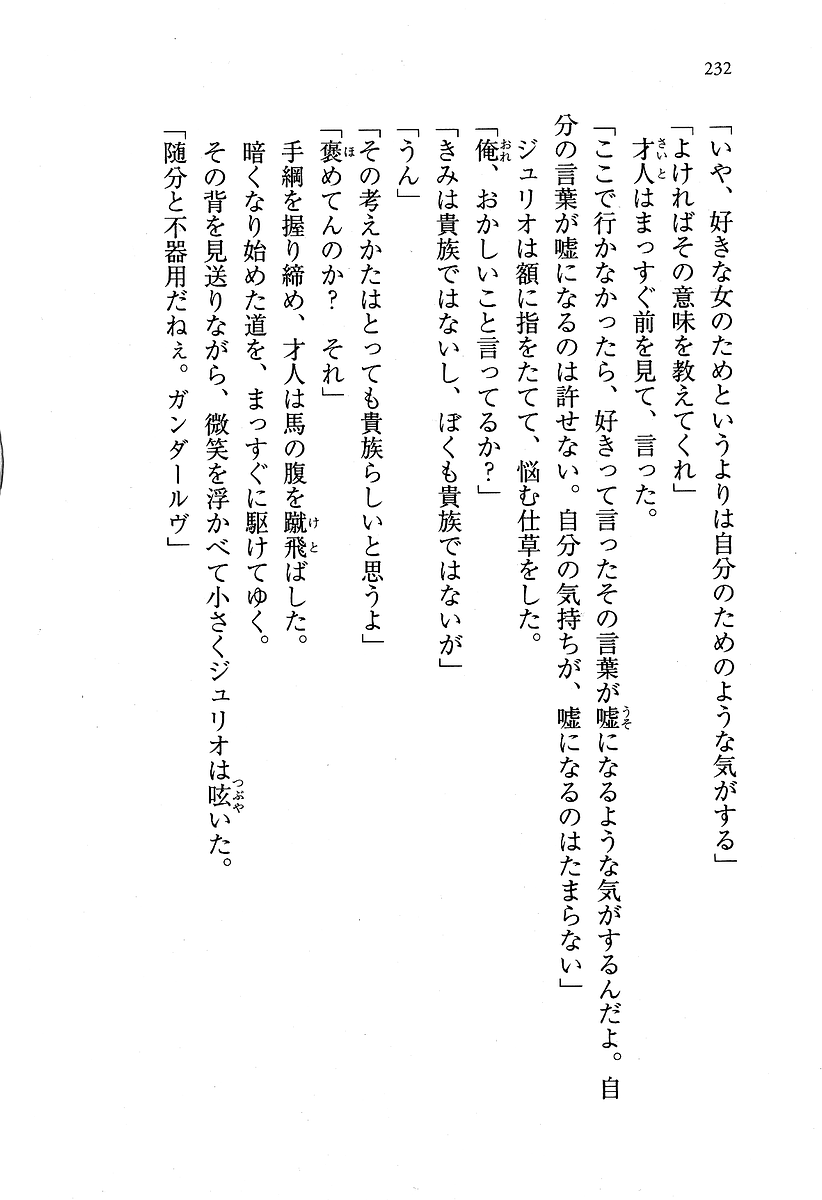 232
「いや、好きな女のためというよりは自分のためのような気がする」
「よければその意味を教えてくれ」
才人はまっすぐ前を見て、言った。
「ここで行かなかったら、好きって言ったその言葉が嘘になるような気がするんだよ。自
分の言葉が嘘になるのは許せない。自分の気持ちが、嘘になるのはたまらない」
ジュリオは額に指をたてて、悩む仕草をした。
「俺、おかしいこと言ってるか？」
「きみは貴族ではないし、ぼくも貴族ではないが」
「うん」
「その考えかたはとっても貴族らしいと思うよ」
「褒めてんのか？　それ」
手綱を握り締め、才人は馬の腹を蹴飛ばした。
暗くなり始めた道を、まっすぐに駆けてゆく。
その背を見送りながら、微笑を浮かべて小さくジュリオは呟いた。
「随分と不器用だねぇ。ガンダールヴ」